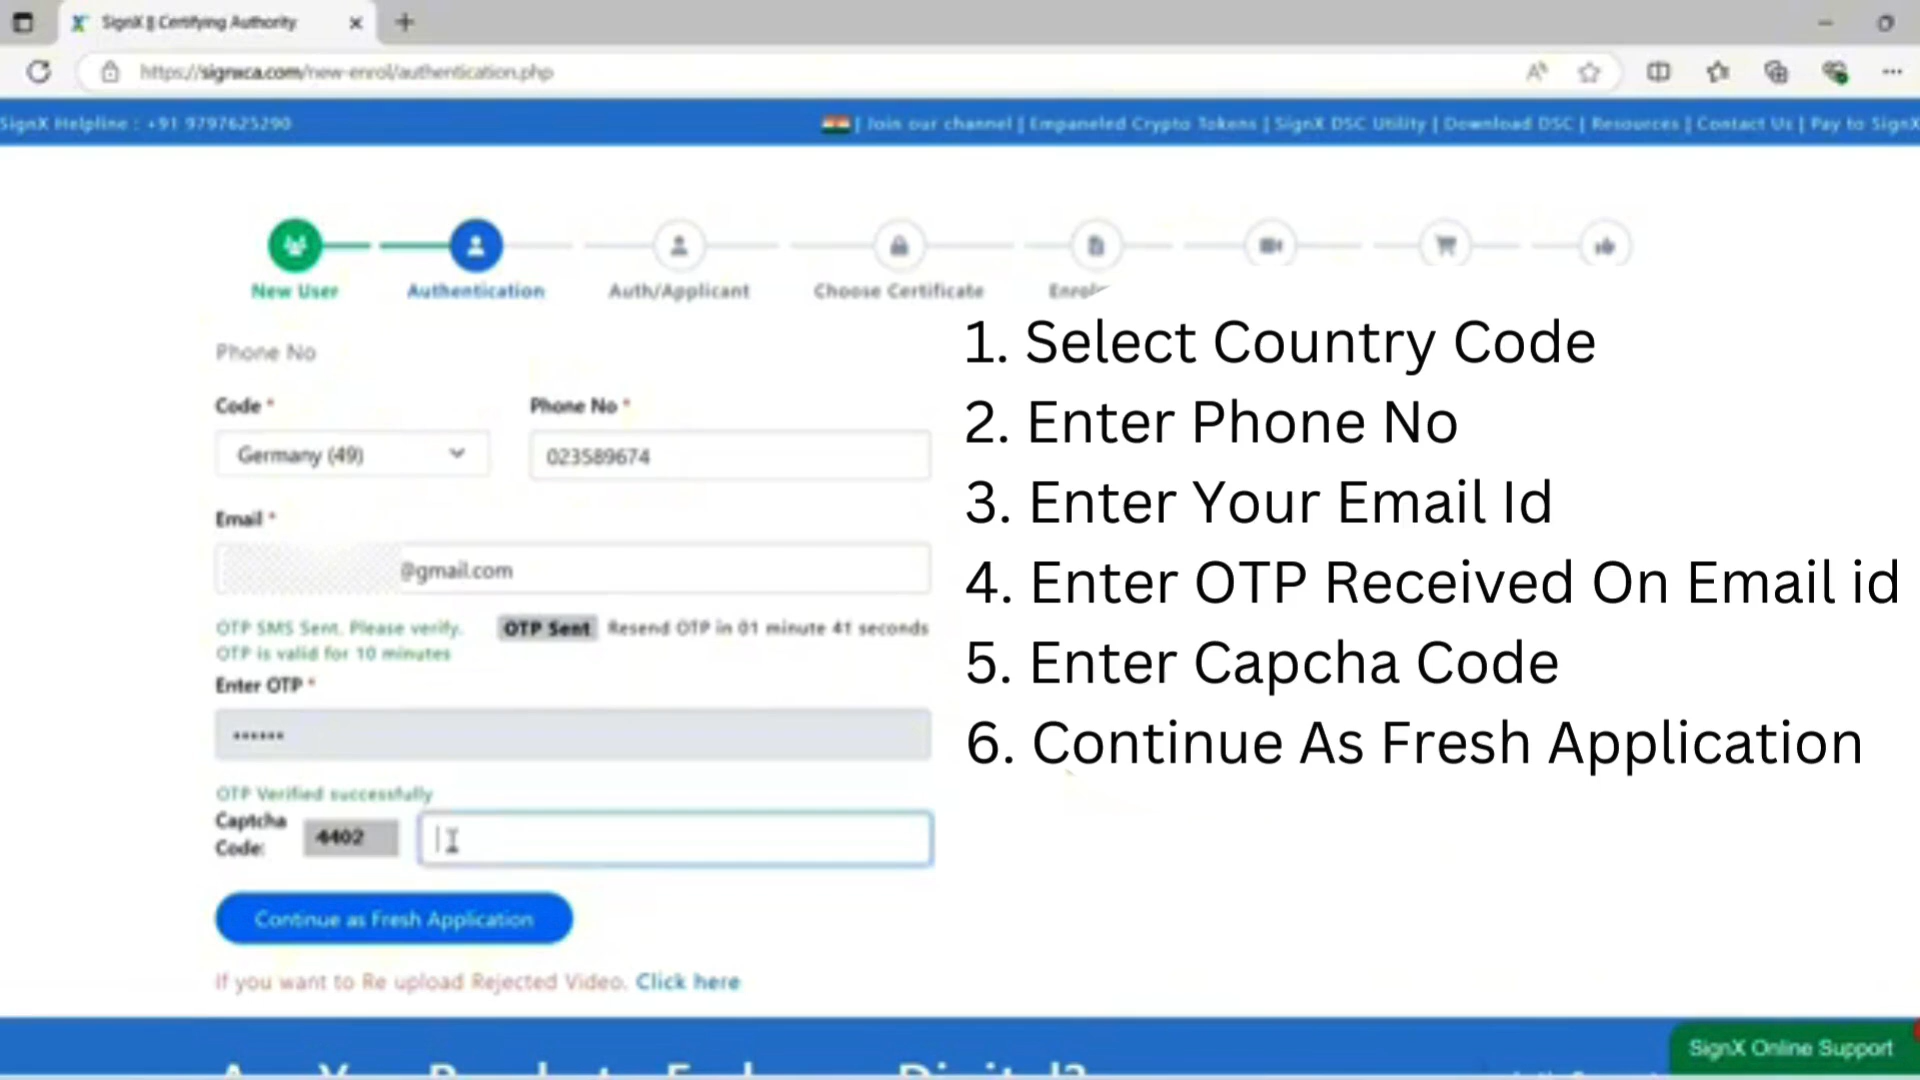 SignX || Certifying Authority
https://signxca.com/new-enrol/authentication.php
SignX Helpline : +91 9797625290
| Join our channel | Empaneled Crypto Tokens | SignX DSC Utility | Download DSC | Resources | Contact Us | Pay to SignX
New User
Authentication
Auth/Applicant
Choose Certificate
Phone No
Code *
Phone No *
Germany (49)
023589674
Email *
@gmail.com
OTP SMS Sent. Please verify.
OTP is valid for 10 minutes
OTP Sent
Resend OTP in 01 minute 41 seconds
Enter OTP *
••••••
OTP Verified successfully
Captcha
Code:
4402
Continue as Fresh Application
If you want to Re upload Rejected Video. Click here
1. Select Country Code
2. Enter Phone No
3. Enter Your Email Id
4. Enter OTP Received On Email id
5. Enter Capcha Code
6. Continue As Fresh Application
SignX Online Support